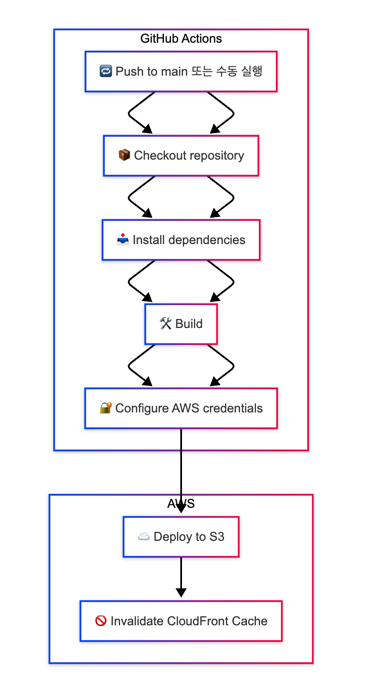 GitHub Actions
🔁 Push to main 또는 수동 실행
📦 Checkout repository
📥 Install dependencies
🛠️ Build
🔐 Configure AWS credentials
AWS
☁️ Deploy to S3
🚫 Invalidate CloudFront Cache